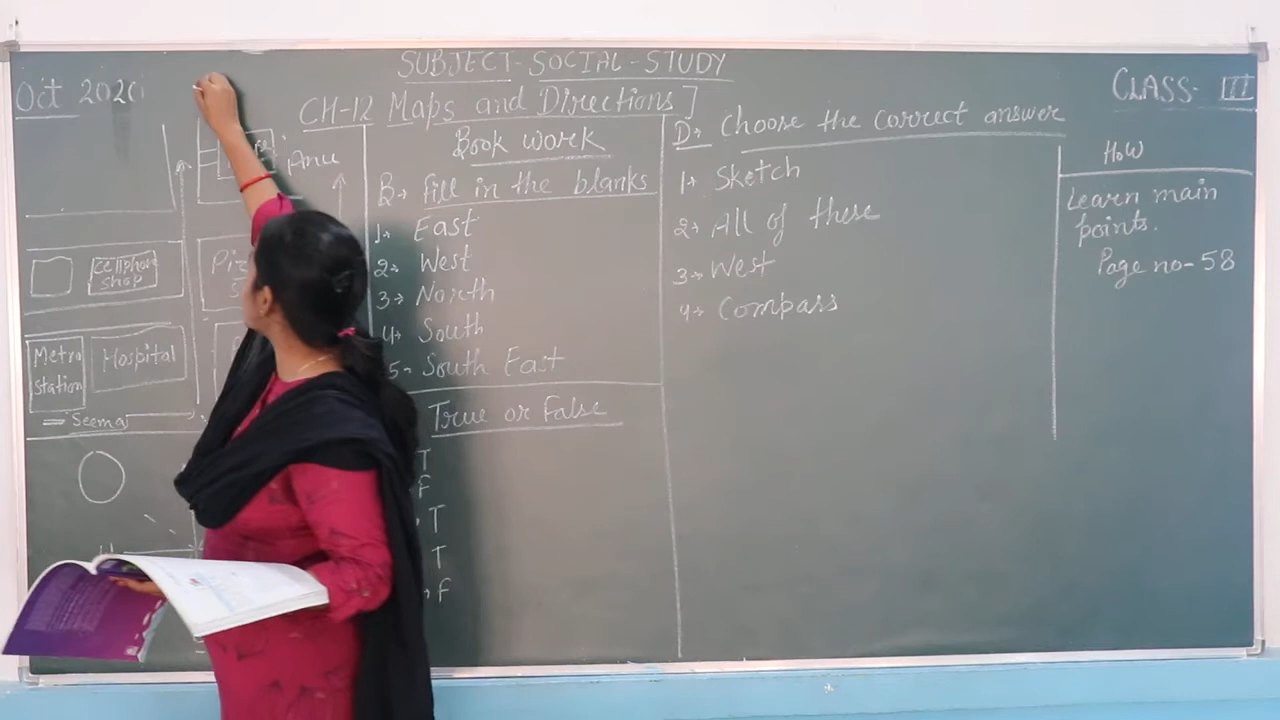 SUBJECT-SOCIAL-STUDY
Oct 2020
CLASS- III
CH-12 Maps and Directions]
Anu
Cellphone
shop
Metro
Station
Hospital
Seema
Book work
B→ fill in the blanks
1→ East
2→ West
3→ North
4→ South
5→ South East
True or False
T
F
T
T
F
D→ Choose the correct answer
1→ Sketch
2→ All of these
3→ West
4→ Compass
HOW
Learn main
points.
Page no-58